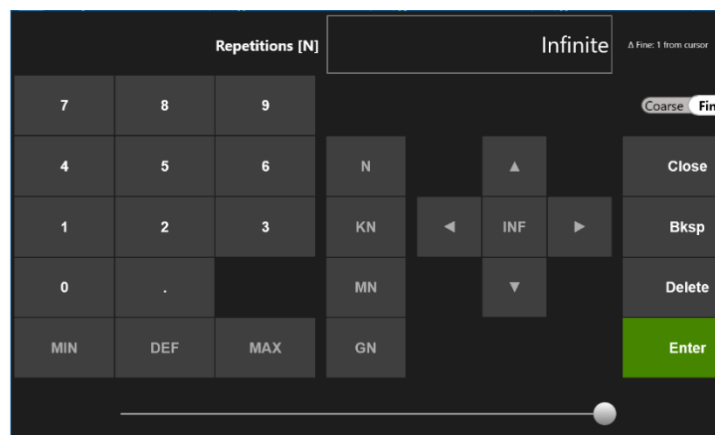 Repetitions [N] Infinite Δ Fine: 1 from cursor
7 8 9 Coarse Fin
4 5 6 N ▲ Close
1 2 3 KN ◄ INF ► Bksp
0 . MN ▼ Delete
MIN DEF MAX GN Enter